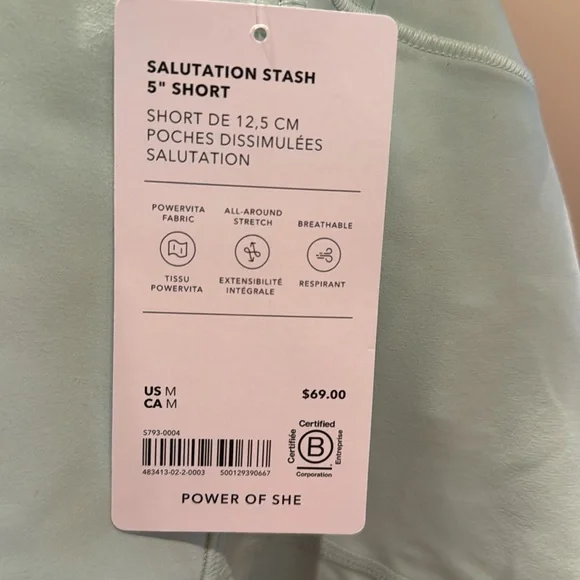 SALUTATION STASH
5" SHORT
SHORT DE 12,5 CM
POCHES DISSIMULÉES
SALUTATION
POWERVITA
FABRIC
ALL-AROUND
STRETCH
BREATHABLE
TISSU
POWERVITA
EXTENSIBILITÉ
INTÉGRALE
RESPIRANT
US M
CA M
$69.00
S793-0004
483413-02-2-0003 500129390667
Certified
Certifiée
B
Entreprise
Corporation
POWER OF SHE